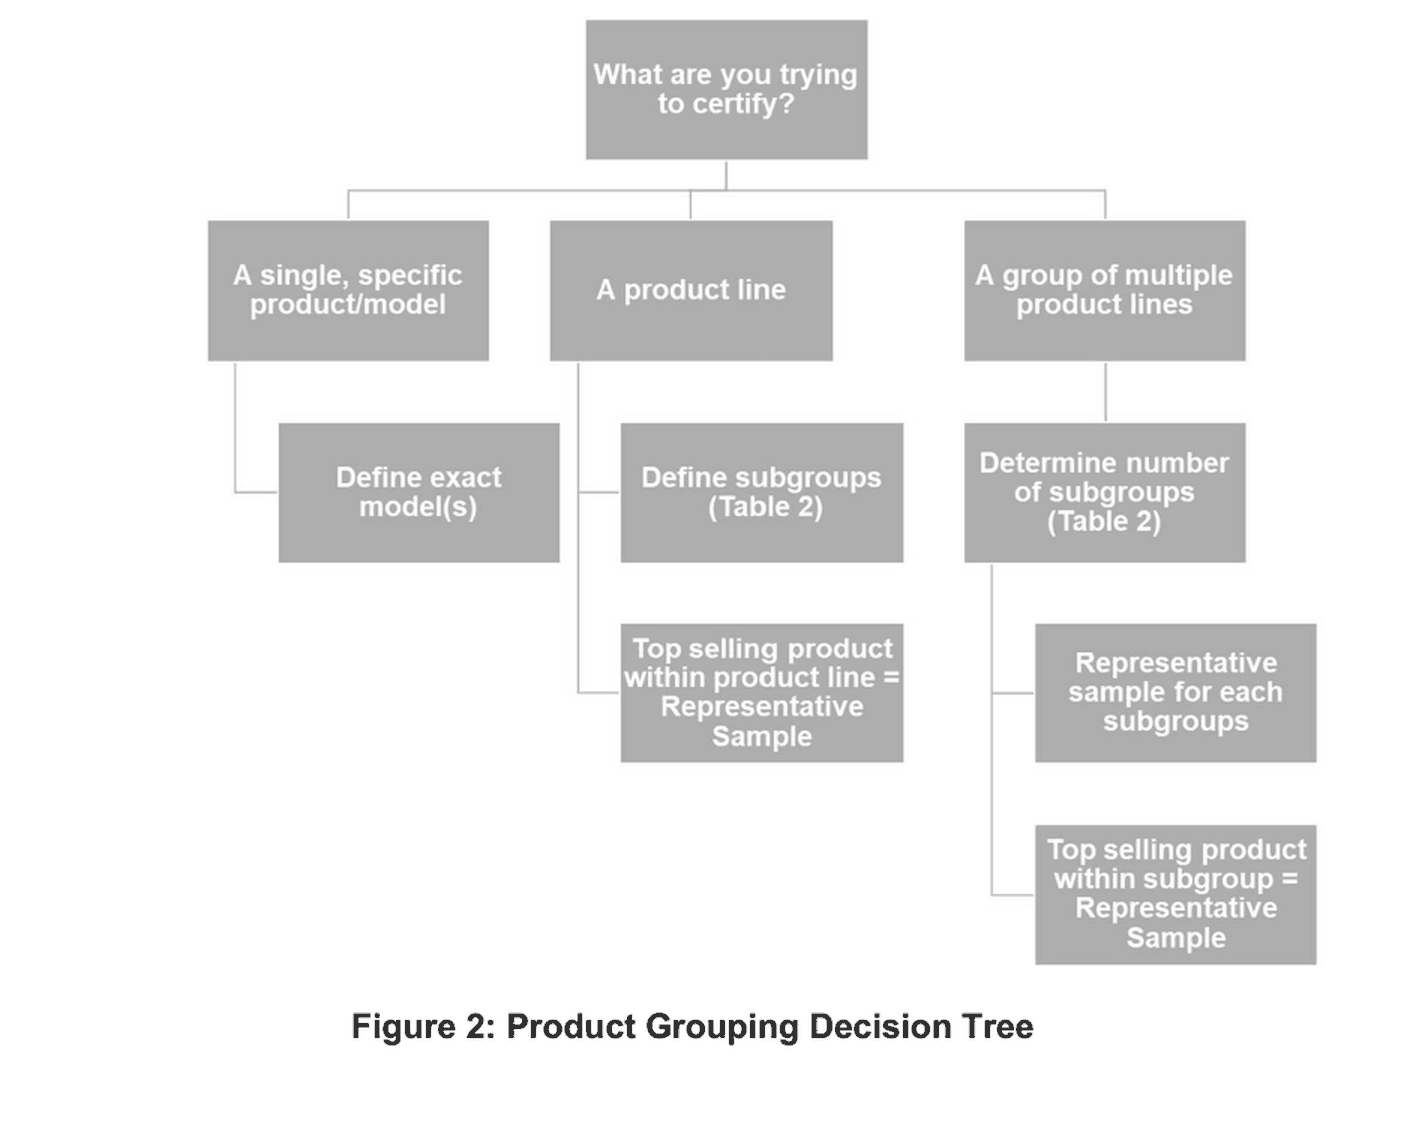 What are you trying
to certify?
A single, specific
product/model
A product line
A group of multiple
product lines
Define exact
model(s)
Define subgroups
(Table 2)
Determine number
of subgroups
(Table 2)
Top selling product
within product line =
Representative
Sample
Representative
sample for each
subgroups
Top selling product
within subgroup =
Representative
Sample
Figure 2: Product Grouping Decision Tree